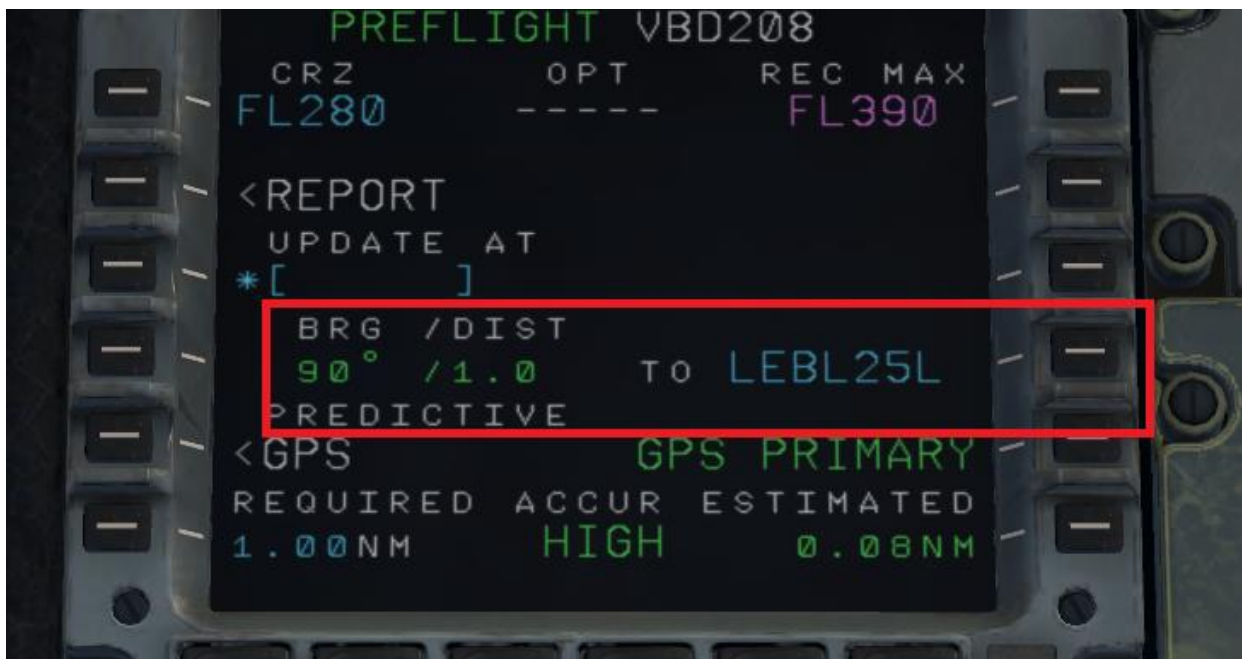 PREFLIGHT VBD208
CRZ OPT REC MAX
FL280 ----- FL390
<REPORT
UPDATE AT
*[ ]
BRG /DIST
90° /1.0 TO LEBL25L
PREDICTIVE
<GPS GPS PRIMARY
REQUIRED ACCUR ESTIMATED
1.00NM HIGH 0.08NM